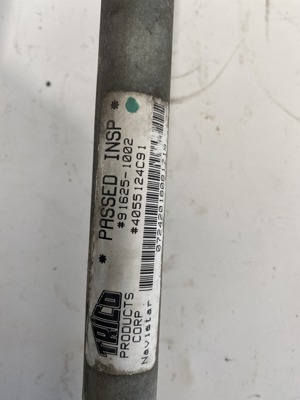 * PASSED INSP *
#91625-1002
#4055124C91
TRICO
PRODUCTS
CORP
Navistar